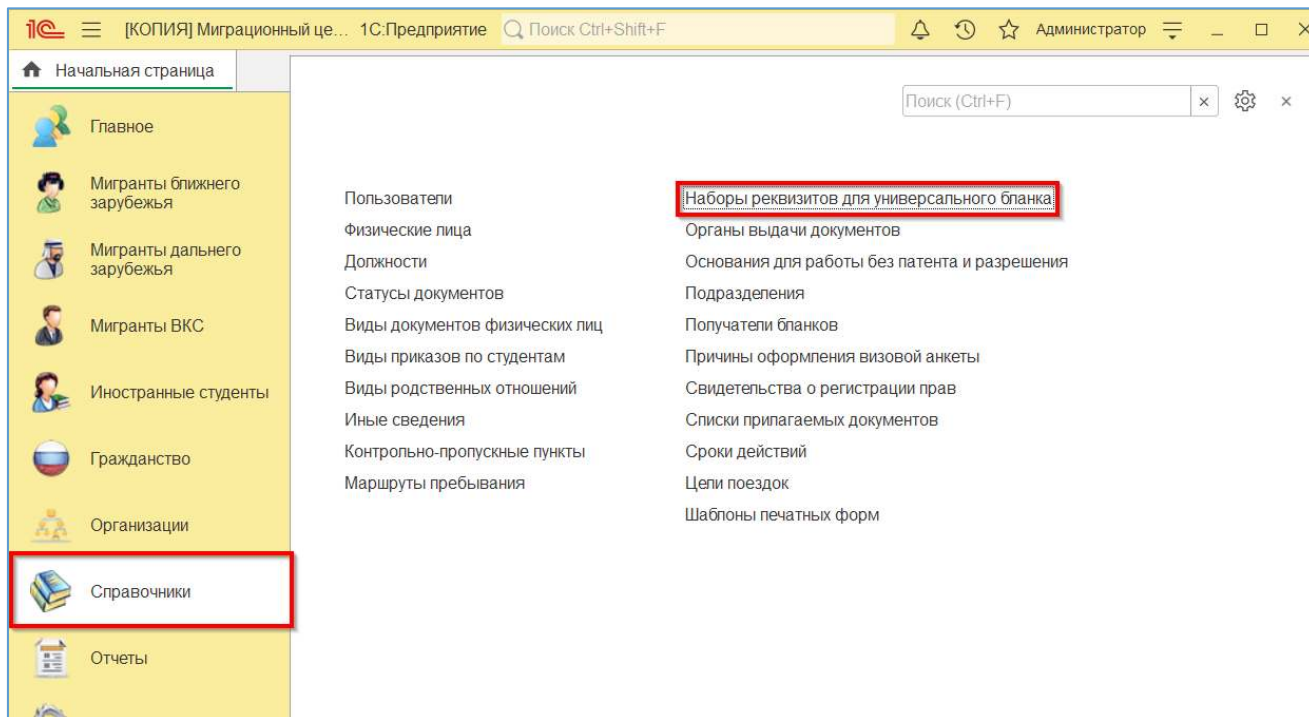 1С [КОПИЯ] Миграционный це... 1С:Предприятие Поиск Ctrl+Shift+F Администратор
Начальная страница
Поиск (Ctrl+F)
Главное
Мигранты ближнего
зарубежья
Мигранты дальнего
зарубежья
Мигранты ВКС
Иностранные студенты
Гражданство
Организации
Справочники
Отчеты
Пользователи
Физические лица
Должности
Статусы документов
Виды документов физических лиц
Виды приказов по студентам
Виды родственных отношений
Иные сведения
Контрольно-пропускные пункты
Маршруты пребывания
Наборы реквизитов для универсального бланка
Органы выдачи документов
Основания для работы без патента и разрешения
Подразделения
Получатели бланков
Причины оформления визовой анкеты
Свидетельства о регистрации прав
Списки прилагаемых документов
Сроки действий
Цели поездок
Шаблоны печатных форм